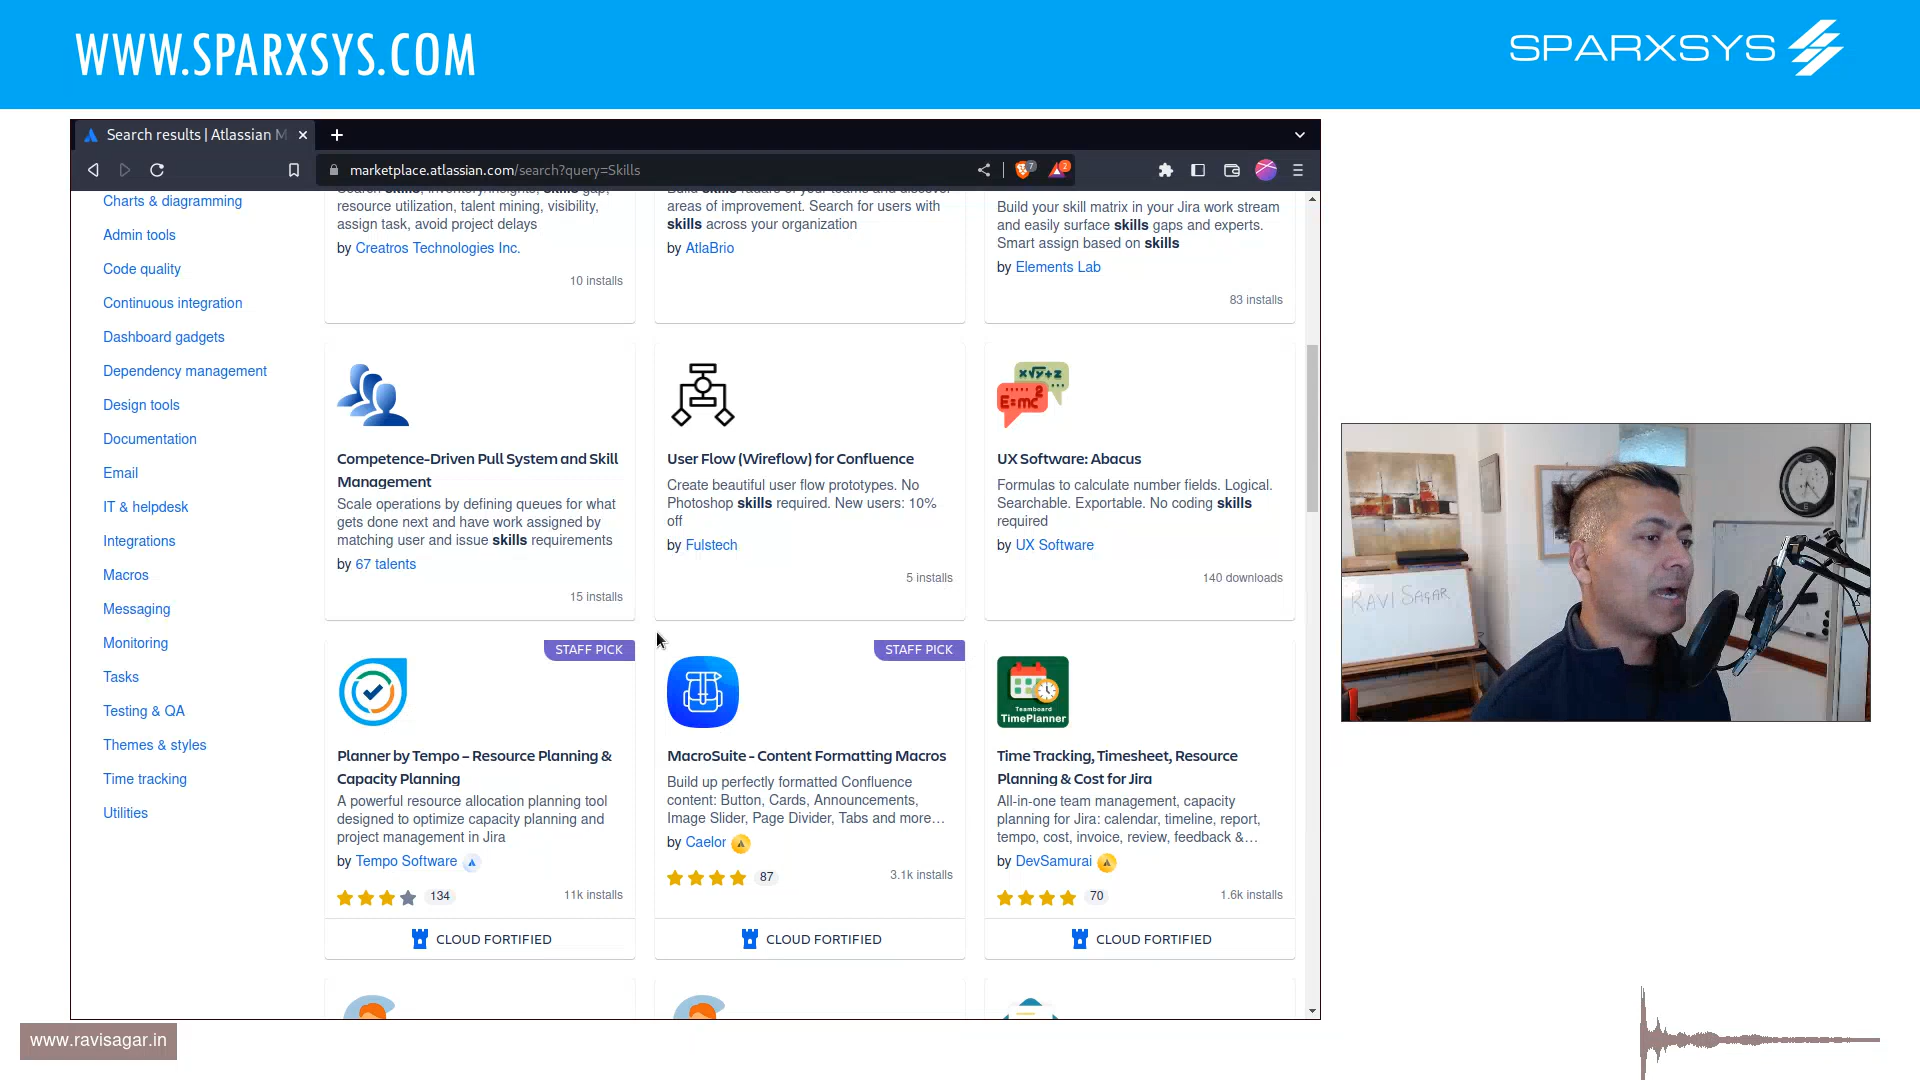 WWW.SPARXSYS.COM
SPARXSYS
Search results | Atlassian M
marketplace.atlassian.com/search?query=Skills
7
2
Charts & diagramming
Admin tools
Code quality
Continuous integration
Dashboard gadgets
Dependency management
Design tools
Documentation
Email
IT & helpdesk
Integrations
Macros
Messaging
Monitoring
Tasks
Testing & QA
Themes & styles
Time tracking
Utilities
resource utilization, talent mining, visibility,
assign task, avoid project delays
by Creatros Technologies Inc.
10 installs
areas of improvement. Search for users with
skills across your organization
by AtlaBrio
Build your skill matrix in your Jira work stream
and easily surface skills gaps and experts.
Smart assign based on skills
by Elements Lab
83 installs
Competence-Driven Pull System and Skill
Management
Scale operations by defining queues for what
gets done next and have work assigned by
matching user and issue skills requirements
by 67 talents
15 installs
User Flow (Wireflow) for Confluence
Create beautiful user flow prototypes. No
Photoshop skills required. New users: 10%
off
by Fulstech
5 installs
x√y+z
E=mc2
UX Software: Abacus
Formulas to calculate number fields. Logical.
Searchable. Exportable. No coding skills
required
by UX Software
140 downloads
STAFF PICK
Planner by Tempo – Resource Planning &
Capacity Planning
A powerful resource allocation planning tool
designed to optimize capacity planning and
project management in Jira
by Tempo Software
134
11k installs
CLOUD FORTIFIED
STAFF PICK
MacroSuite - Content Formatting Macros
Build up perfectly formatted Confluence
content: Button, Cards, Announcements,
Image Slider, Page Divider, Tabs and more…
by Caelor
87
3.1k installs
CLOUD FORTIFIED
Teamboard
TimePlanner
Time Tracking, Timesheet, Resource
Planning & Cost for Jira
All-in-one team management, capacity
planning for Jira: calendar, timeline, report,
tempo, cost, invoice, review, feedback &…
by DevSamurai
70
1.6k installs
CLOUD FORTIFIED
RAVI SAGAR
www.ravisagar.in